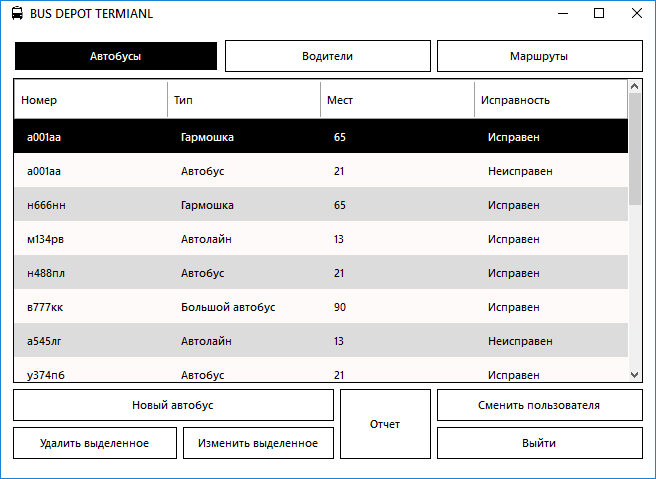 BUS DEPOT TERMIANL
Автобусы Водители Маршруты
Номер Тип Мест Исправность
а001аа Гармошка 65 Исправен
а001аа Автобус 21 Неисправен
н666нн Гармошка 65 Исправен
м134рв Автолайн 13 Исправен
н488пл Автобус 21 Исправен
в777кк Большой автобус 90 Исправен
а545лг Автолайн 13 Неисправен
у374пб Автобус 21 Исправен
Новый автобус Отчет Сменить пользователя
Удалить выделенное Изменить выделенное Выйти